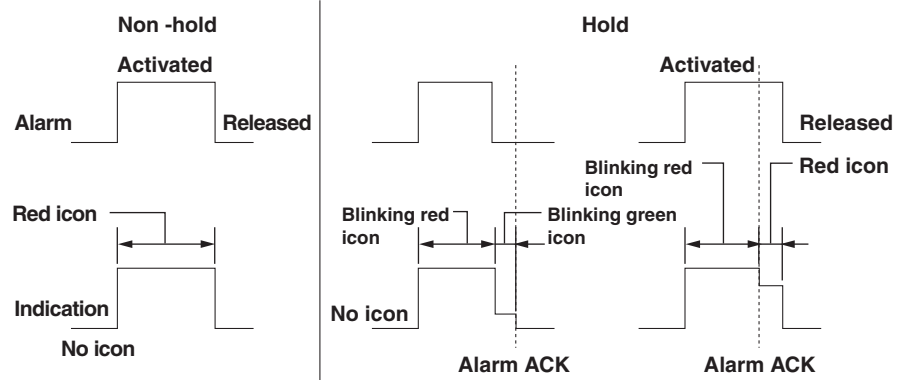 Non -hold
Activated
Alarm
Released
Red icon
Indication
No icon
Hold
Activated
Released
Blinking red
icon
Blinking green
icon
Blinking red
icon
Red icon
No icon
Alarm ACK
Alarm ACK